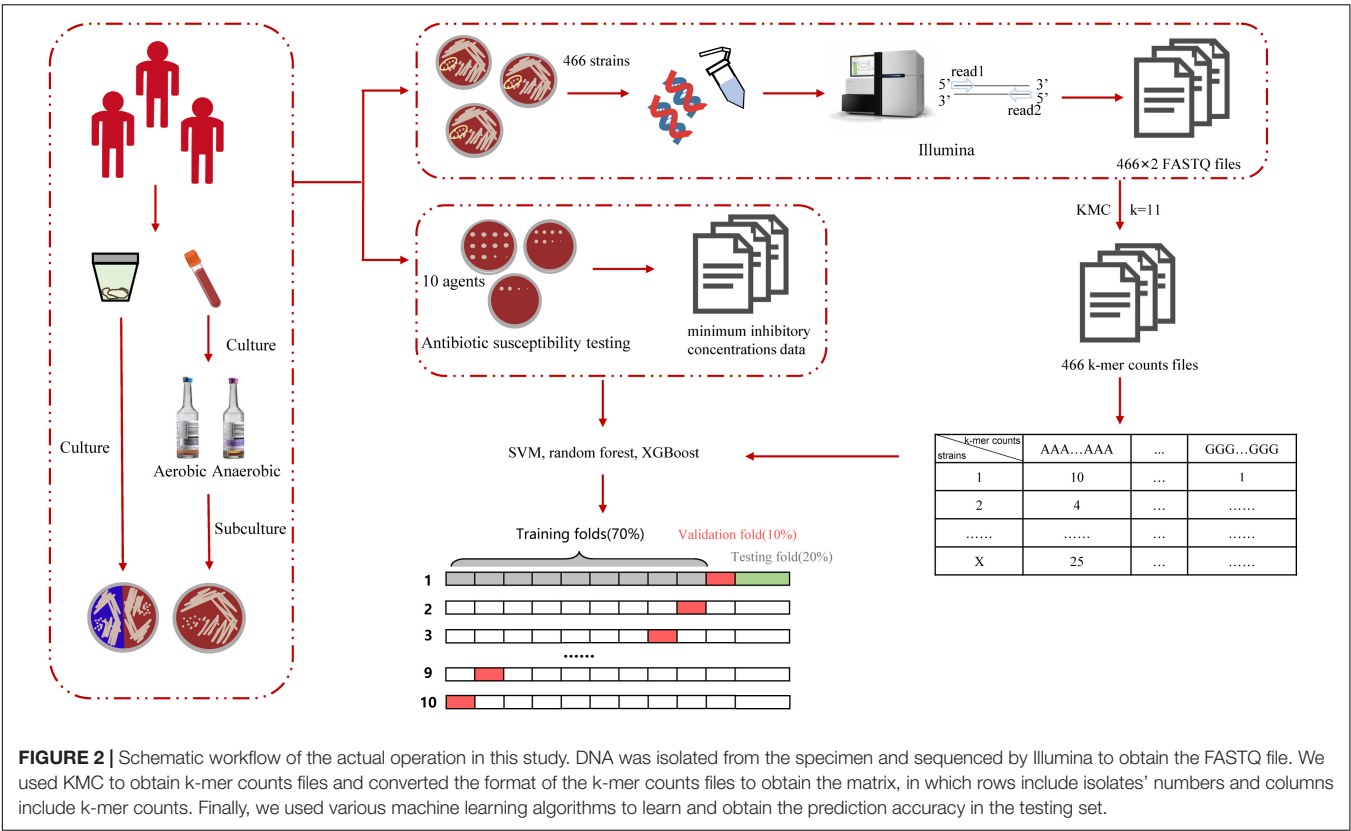 466 strains
read1
5’
3’
3’
5’
read2
Illumina
466×2 FASTQ files
KMC
k=11
10 agents
Antibiotic susceptibility testing
minimum inhibitory
concentrations data
466 k-mer counts files
Culture
Culture
Aerobic
Anaerobic
Subculture
SVM, random forest, XGBoost
k-mer counts
strains
AAA…AAA
...
GGG…GGG
1
10
…
1
2
4
…
……
……
……
…
……
X
25
…
……
Training folds(70%)
Validation fold(10%)
Testing fold(20%)
1
2
3
......
9
10
FIGURE 2 | Schematic workflow of the actual operation in this study. DNA was isolated from the specimen and sequenced by Illumina to obtain the FASTQ file. We
used KMC to obtain k-mer counts files and converted the format of the k-mer counts files to obtain the matrix, in which rows include isolates’ numbers and columns
include k-mer counts. Finally, we used various machine learning algorithms to learn and obtain the prediction accuracy in the testing set.